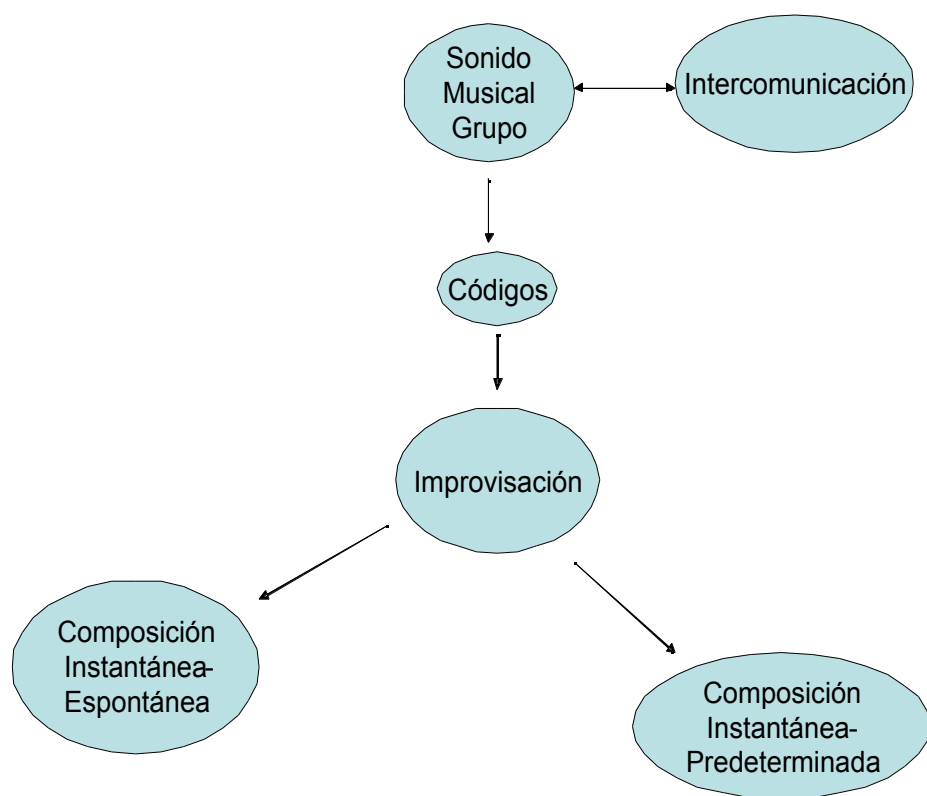 Sonido
Musical
Grupo
Intercomunicación
Códigos
Improvisación
Composición
Instantánea-
Espontánea
Composición
Instantánea-
Predeterminada